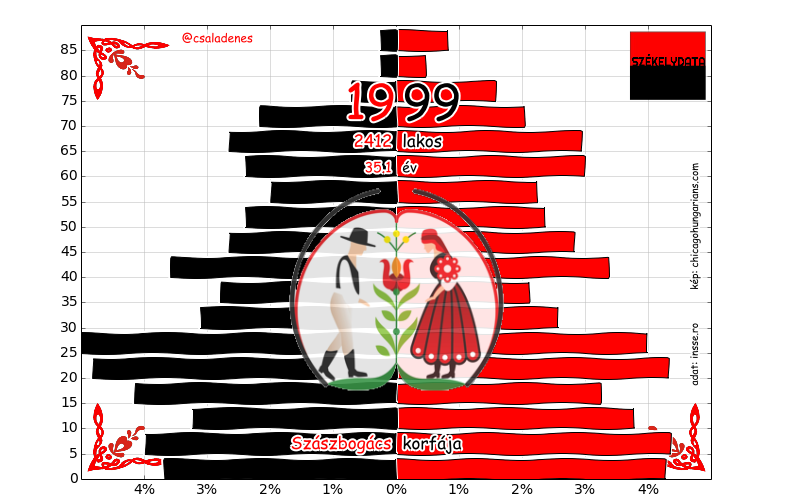 @csaladenes
SZÉKELYDATA
1999
2412 lakos
35.1 év
kép: chicagohungarians.com
adat: insse.ro
Szászbogács korfája
85
80
75
70
65
60
55
50
45
40
35
30
25
20
15
10
5
0
4% 3% 2% 1% 0% 1% 2% 3% 4%